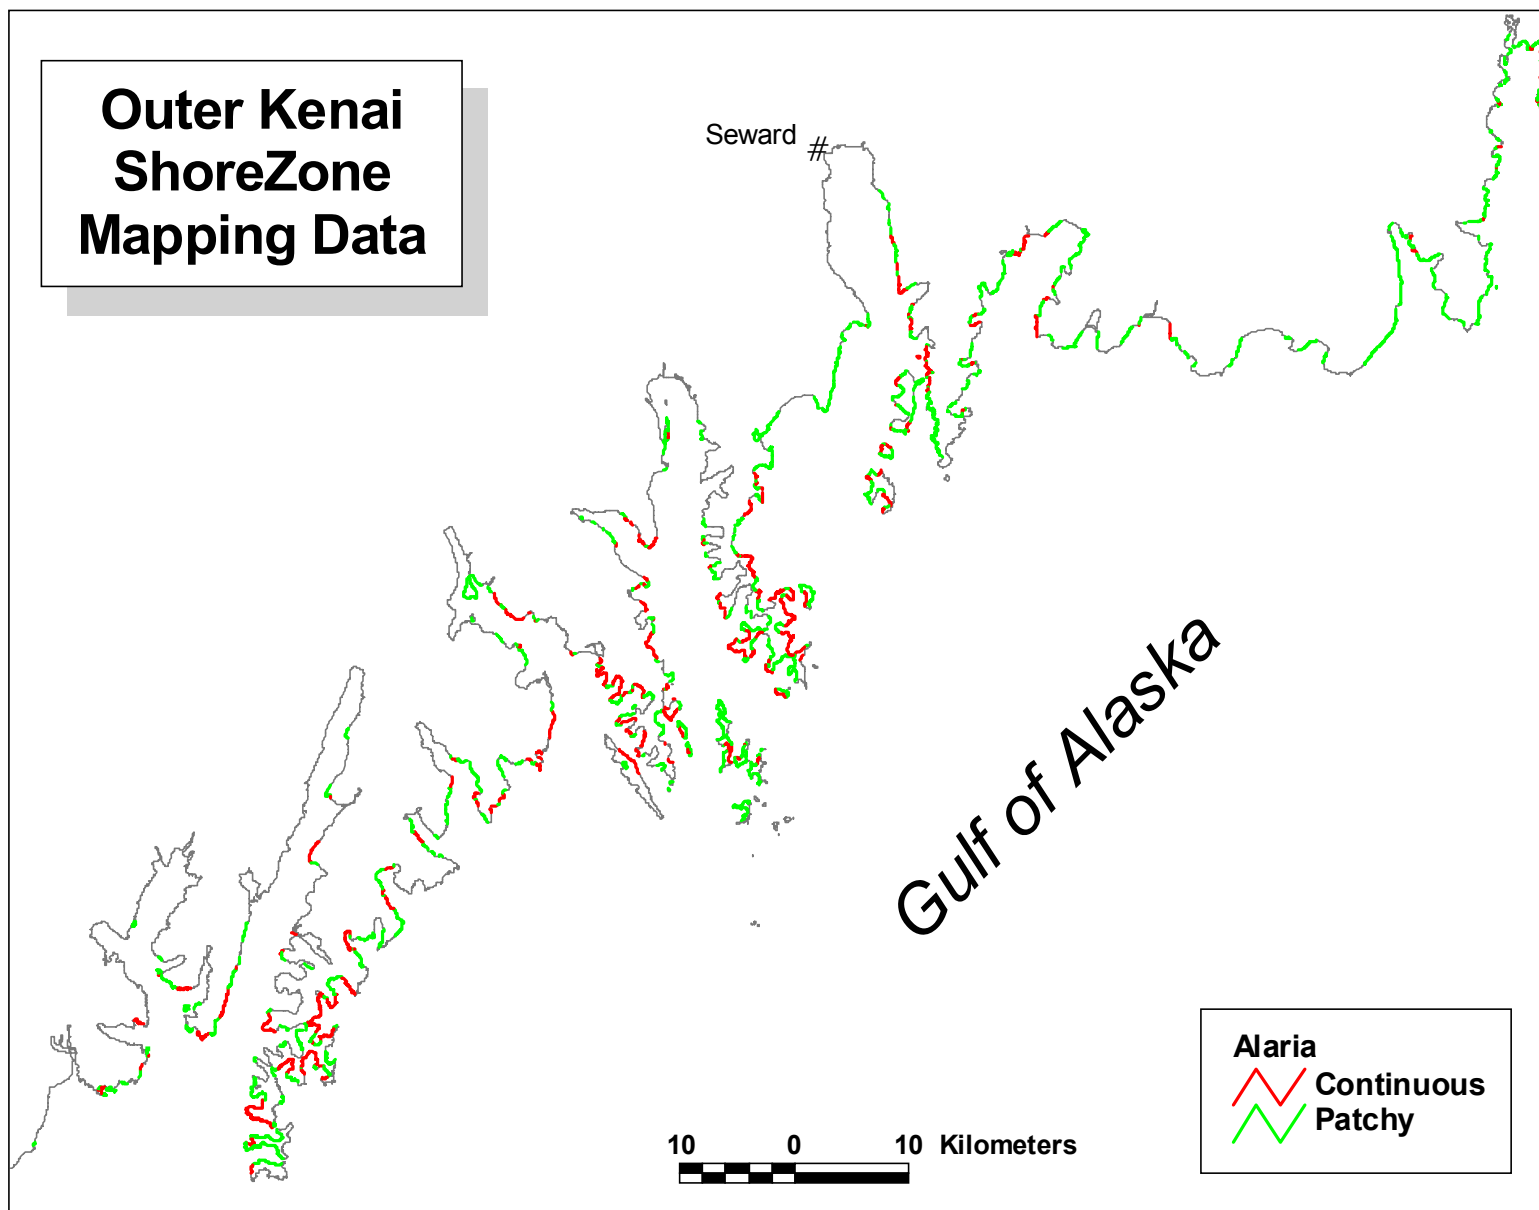 Outer Kenai
ShoreZone
Mapping Data
Seward
#
Gulf of Alaska
Alaria
Continuous
Patchy
10 0 10 Kilometers